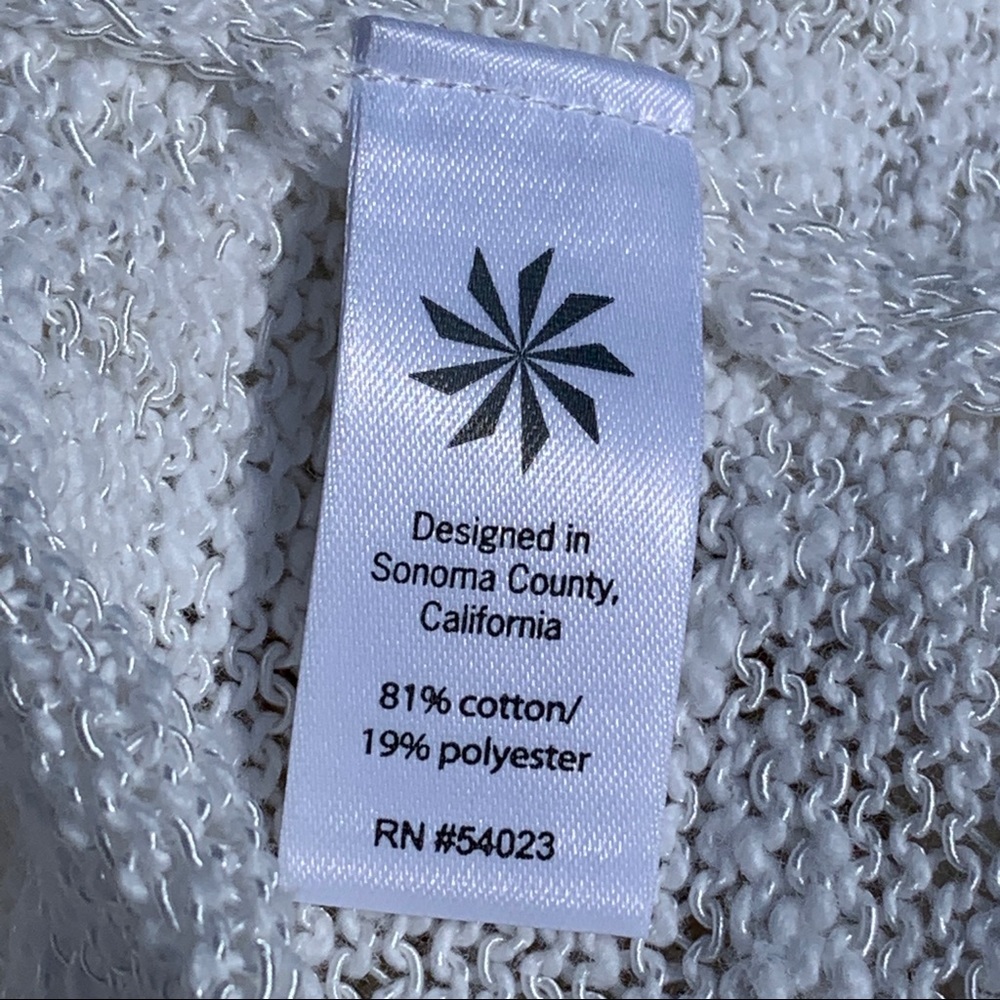 Designed in
Sonoma County,
California
81% cotton/
19% polyester
RN #54023